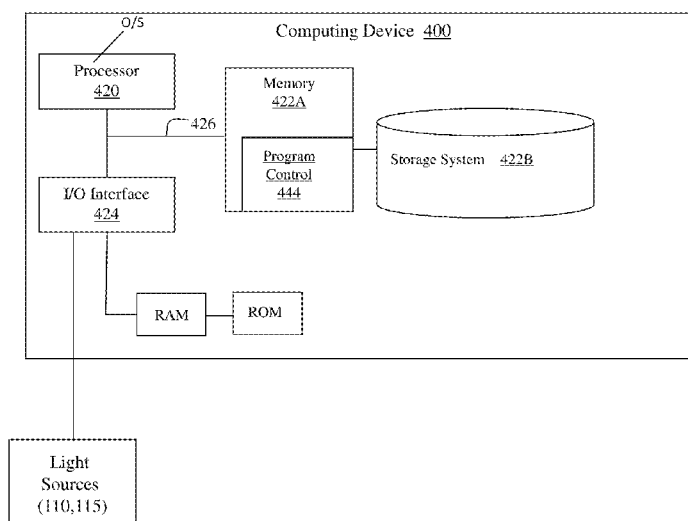 O/S
Computing Device 400
Processor
420
Memory
422A
426
Program
Control
444
Storage System 422B
I/O Interface
424
RAM
ROM
Light
Sources
(110,115)